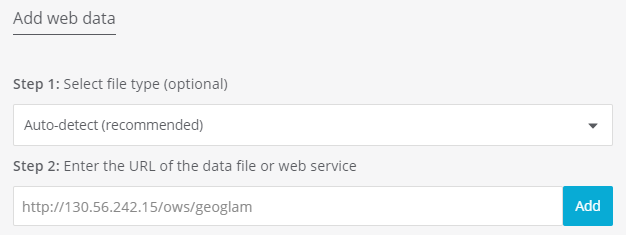 Add web data
Step 1: Select file type (optional)
Auto-detect (recommended)
Step 2: Enter the URL of the data file or web service
http://130.56.242.15/ows/geoglam
Add